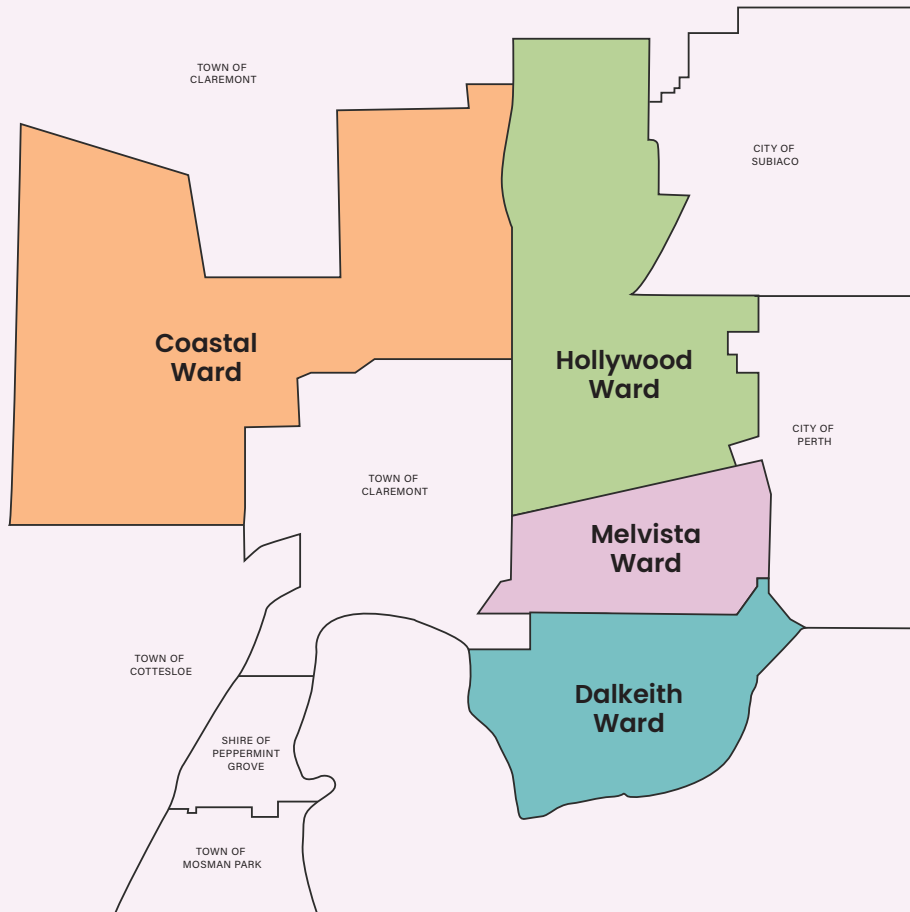 TOWN OF
CLAREMONT
CITY OF
SUBIACO
Coastal
Ward
Hollywood
Ward
CITY OF
PERTH
TOWN OF
CLAREMONT
Melvista
Ward
TOWN OF
COTTESLOE
Dalkeith
Ward
SHIRE OF
PEPPERMINT
GROVE
TOWN OF
MOSMAN PARK